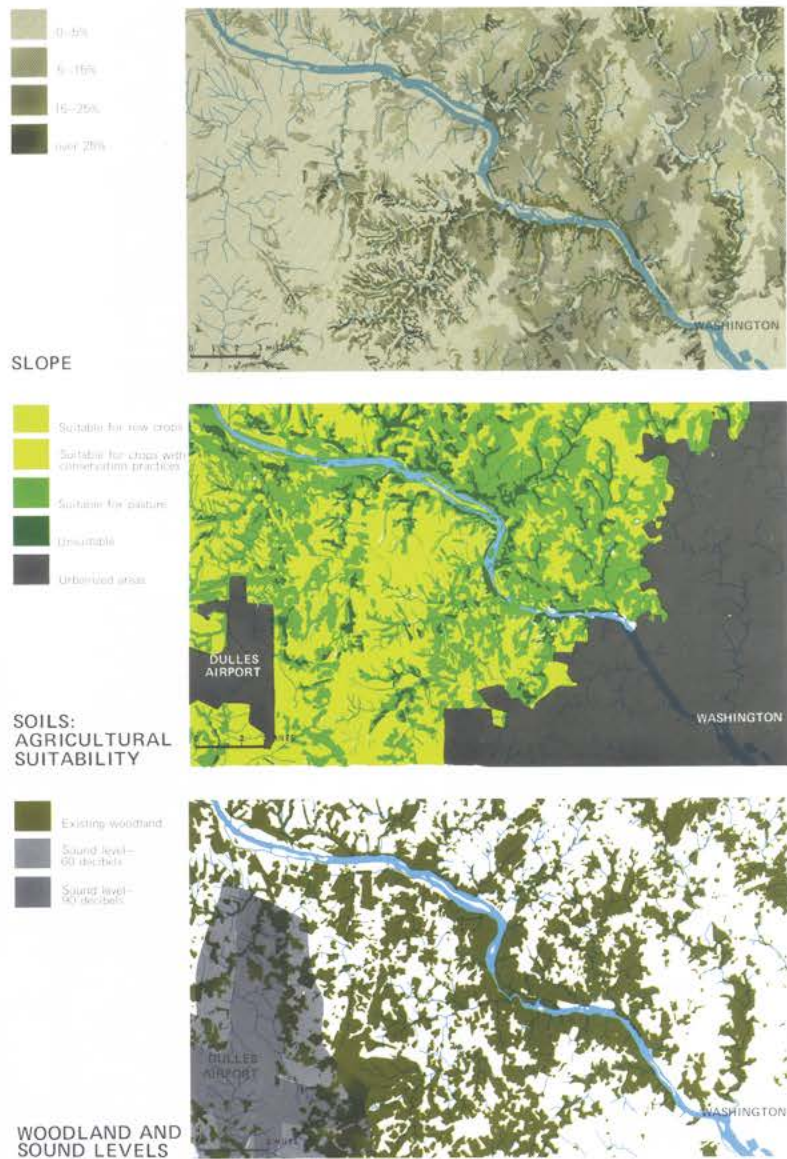 0-5%
5-15%
15-25%
over 25%
WASHINGTON
SLOPE
Suitable for row crops
Suitable for crops with
conservation practices
Suitable for pasture
Unsuitable
Urbanized areas
DULLES
AIRPORT
WASHINGTON
SOILS:
AGRICULTURAL
SUITABILITY
Existing woodland
Sound level—
60 decibels
Sound level—
90 decibels
DULLES
AIRPORT
WASHINGTON
WOODLAND AND
SOUND LEVELS